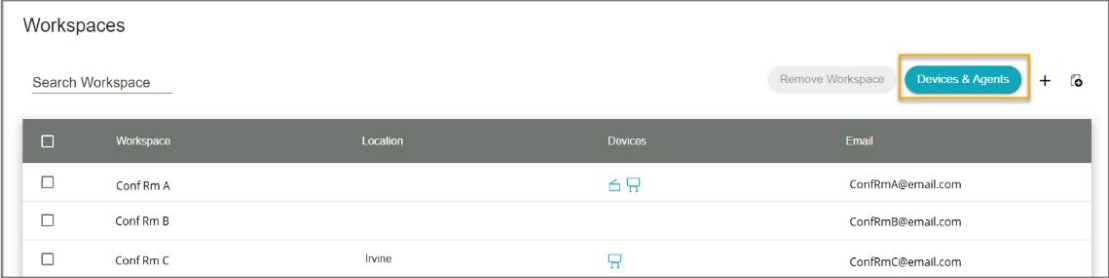 Workspaces
Search Workspace
Remove Workspace
Devices & Agents
Workspace Location Devices Email
Conf Rm A ConfRmA@email.com
Conf Rm B ConfRmB@email.com
Conf Rm C Irvine ConfRmC@email.com